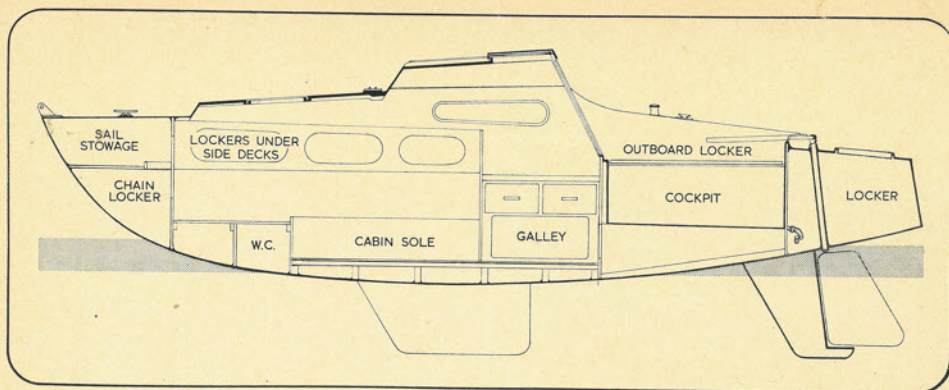 SAIL
STOWAGE
LOCKERS UNDER
SIDE DECKS
OUTBOARD LOCKER
CHAIN
LOCKER
COCKPIT
LOCKER
W.C.
CABIN SOLE
GALLEY